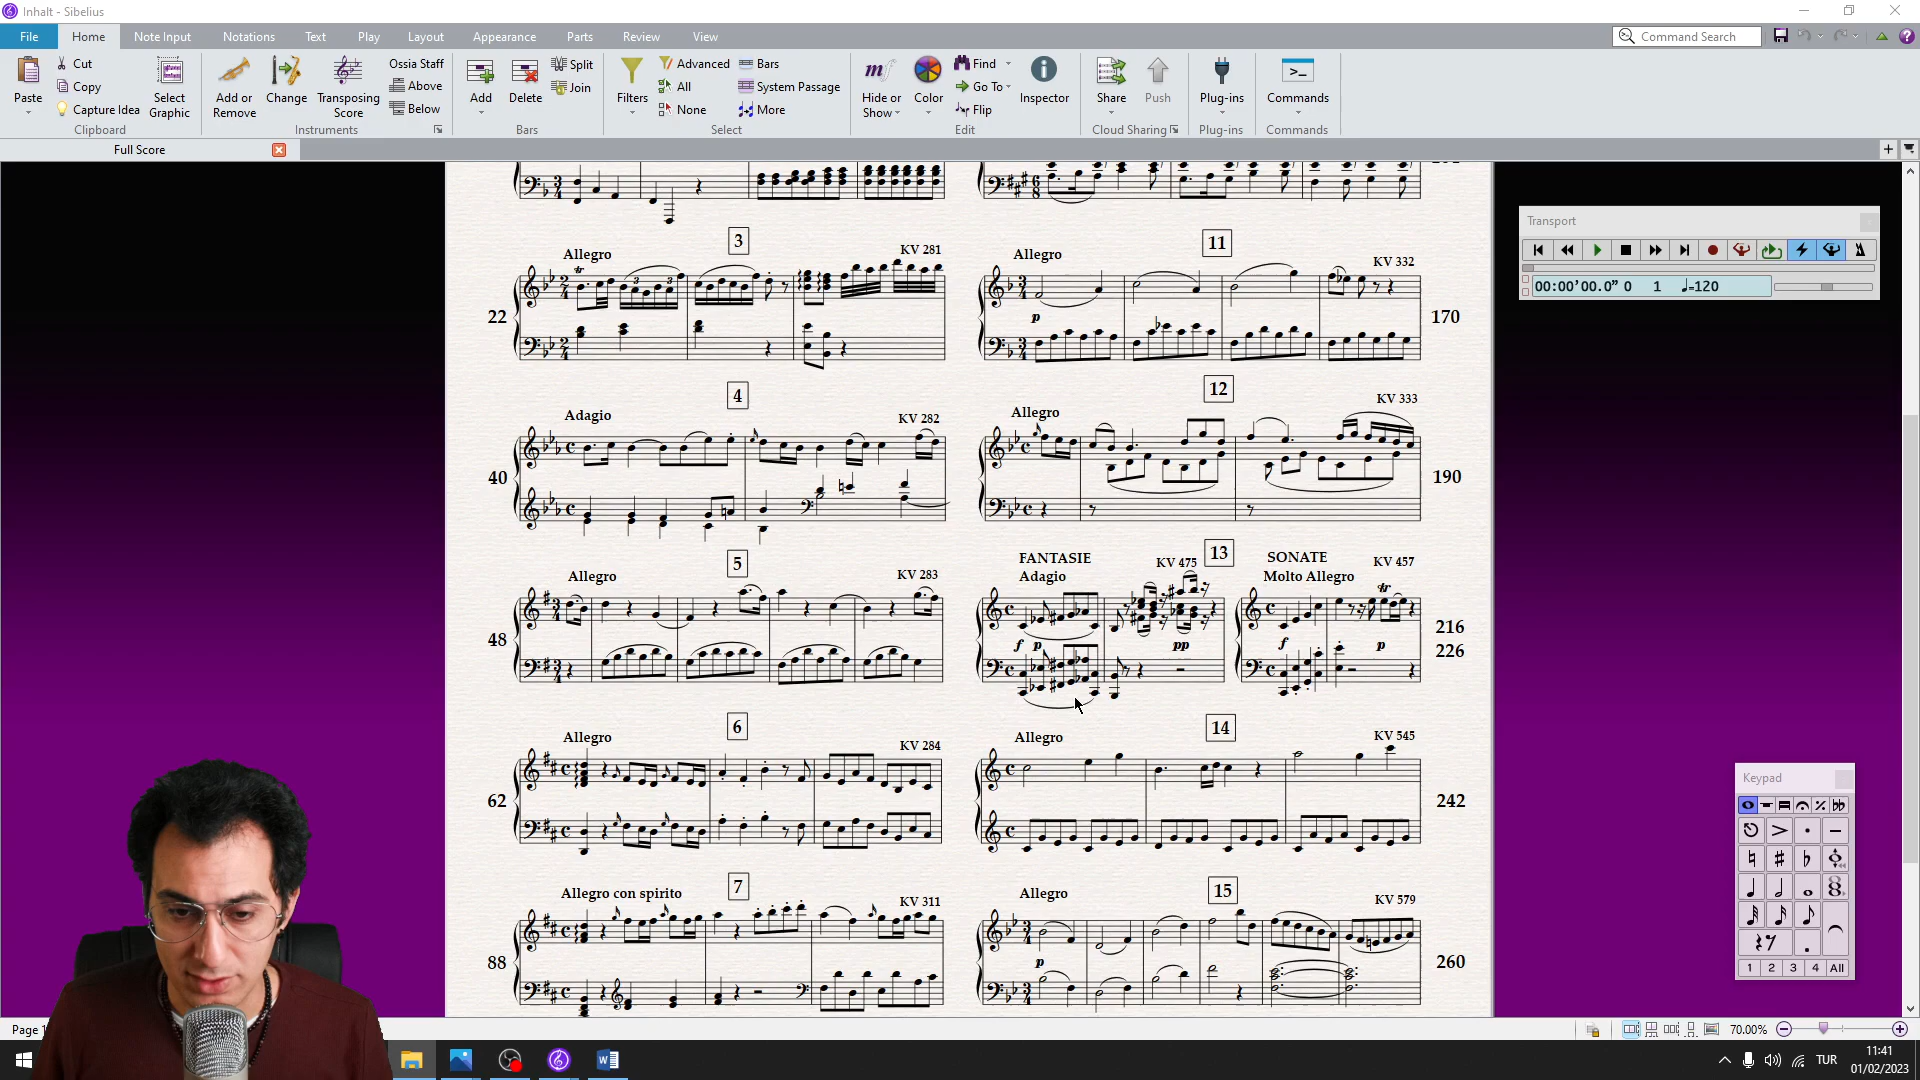 Inhalt - Sibelius
File Home Note Input Notations Text Play Layout Appearance Parts Review View Command Search
Paste Cut Copy Capture Idea Select Graphic Clipboard
Add or Remove Change Transposing Score Ossia Staff Above Below Instruments
Add Delete Split Join Bars
Filters Advanced All None Bars System Passage More Select
Hide or Show Color Find Go To Flip Inspector Edit
Share Push Cloud Sharing
Plug-ins Plug-ins
Commands Commands
Full Score
3
Allegro KV 281
22
4
Adagio KV 282
40
5
Allegro KV 283
48
6
Allegro KV 284
62
7
Allegro con spirito KV 311
88
11
Allegro KV 332
p
170
12
Allegro KV 333
190
13
FANTASIE KV 475 SONATE KV 457
Adagio Molto Allegro
f p pp f p
216
226
14
Allegro KV 545
242
15
Allegro KV 579
p
260
Transport
00:00'00.0" 0 1 ♩=120
Keypad
1 2 3 4 All
Page 1
70.00%
TUR
11:41
01/02/2023